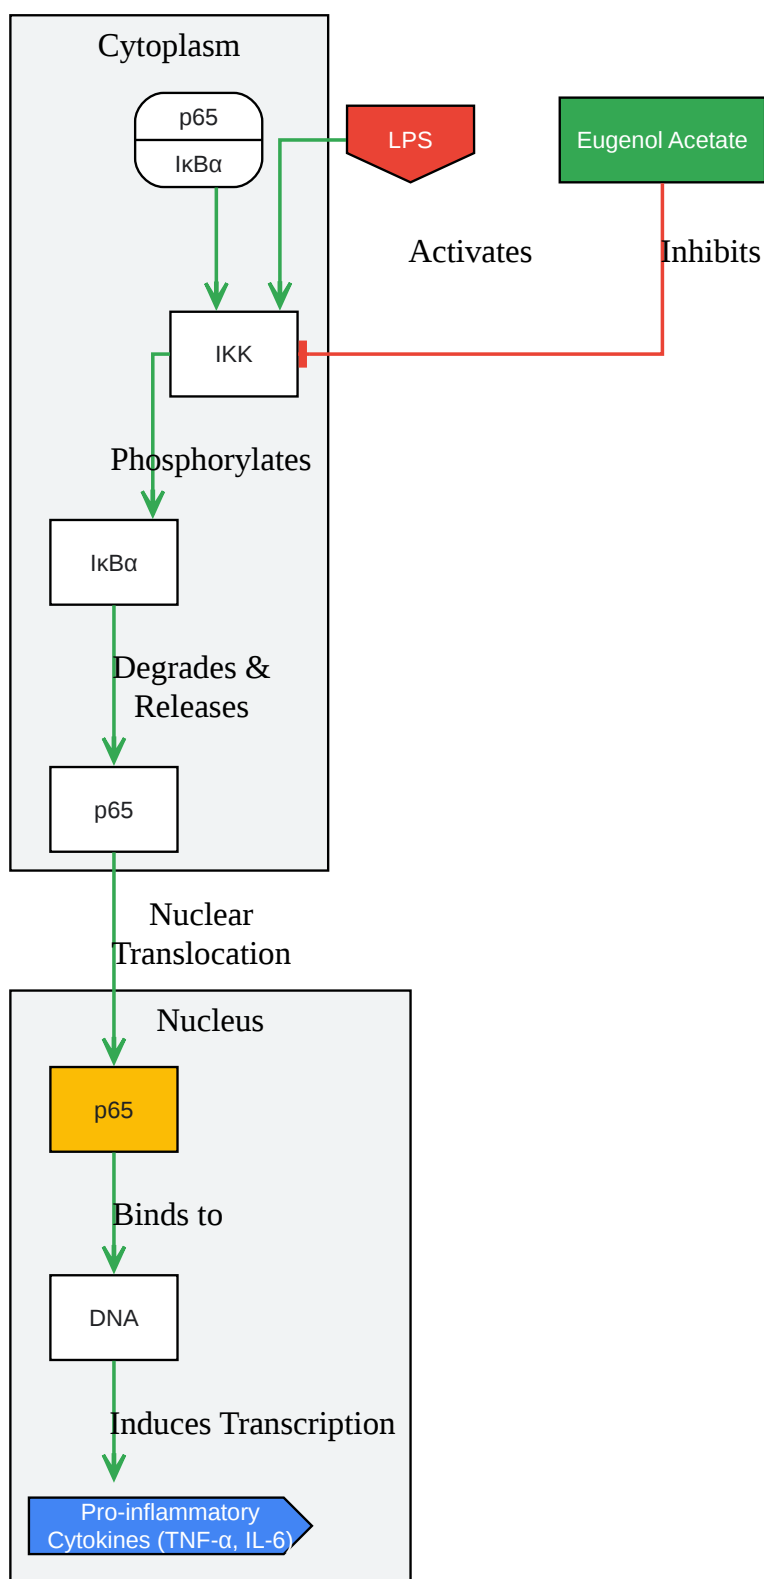 Cytoplasm
p65
IκBα
LPS
Eugenol Acetate
Activates
Inhibits
IKK
Phosphorylates
IκBα
Degrades &
Releases
p65
Nuclear
Translocation
Nucleus
p65
Binds to
DNA
Induces Transcription
Pro-inflammatory
Cytokines (TNF-α, IL-6)